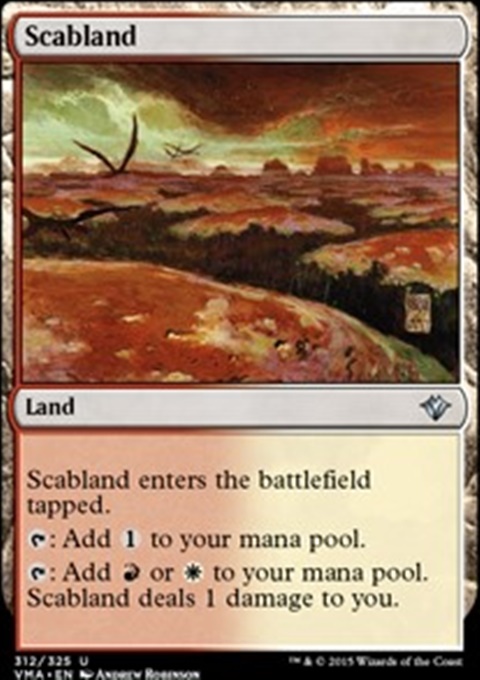 Scabland
Land
Scabland enters the battlefield
tapped.
: Add 1 to your mana pool.
: Add or to your mana pool.
Scabland deals 1 damage to you.
312/325 U
VMA • EN Andrew Robinson
™ & © 2015 Wizards of the Coast